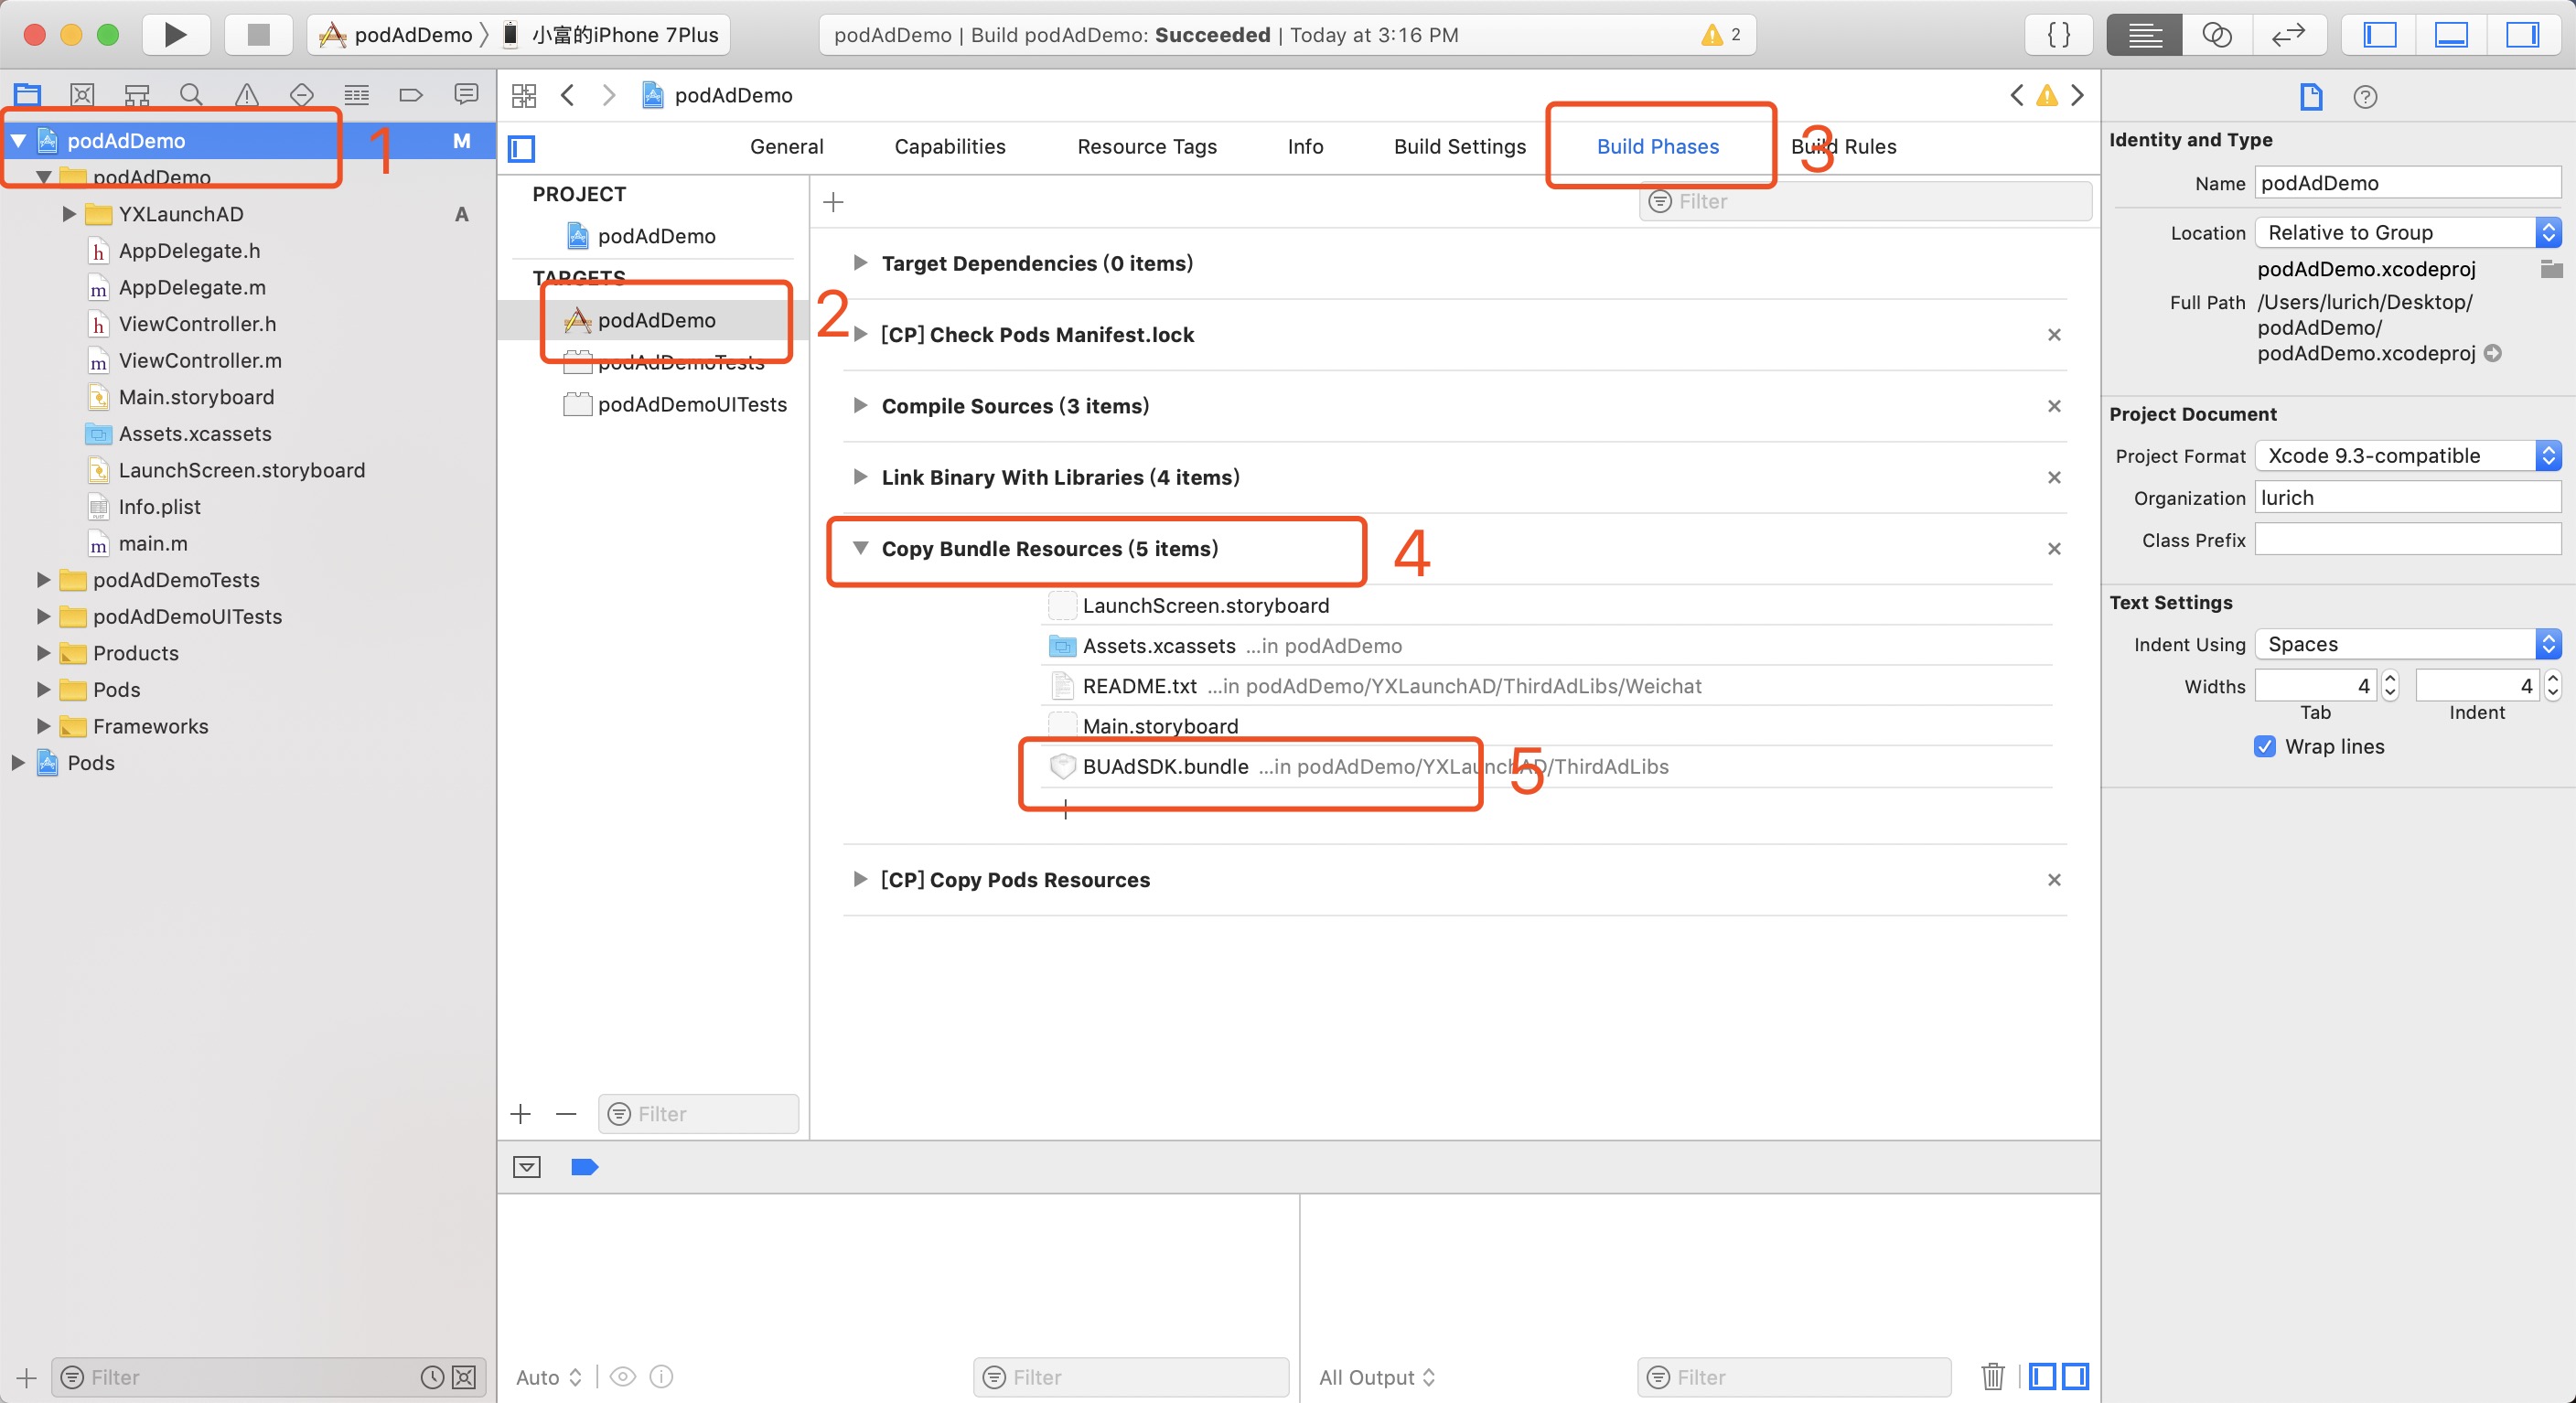 podAdDemo 〉 小富的iPhone 7Plus
podAdDemo | Build podAdDemo: Succeeded | Today at 3:16 PM
2
{ }
podAdDemo M
1
podAdDemo
YXLaunchAD A
AppDelegate.h
AppDelegate.m
ViewController.h
ViewController.m
Main.storyboard
Assets.xcassets
LaunchScreen.storyboard
Info.plist
main.m
podAdDemoTests
podAdDemoUITests
Products
Pods
Frameworks
Pods
Filter
podAdDemo
General Capabilities Resource Tags Info Build Settings Build Phases Build Rules
3
PROJECT
podAdDemo
TARGETS
podAdDemo
2
podAdDemoTests
podAdDemoUITests
Filter
Filter
Target Dependencies (0 items)
[CP] Check Pods Manifest.lock
Compile Sources (3 items)
Link Binary With Libraries (4 items)
Copy Bundle Resources (5 items)
4
LaunchScreen.storyboard
Assets.xcassets ...in podAdDemo
README.txt ...in podAdDemo/YXLaunchAD/ThirdAdLibs/Weichat
Main.storyboard
BUAdSDK.bundle ...in podAdDemo/YXLaunchAD/ThirdAdLibs
5
[CP] Copy Pods Resources
Auto
Filter
All Output
Filter
Identity and Type
Name podAdDemo
Location Relative to Group
podAdDemo.xcodeproj
Full Path /Users/lurich/Desktop/
podAdDemo/
podAdDemo.xcodeproj
Project Document
Project Format Xcode 9.3-compatible
Organization lurich
Class Prefix
Text Settings
Indent Using Spaces
Widths 4 4
Tab Indent
Wrap lines